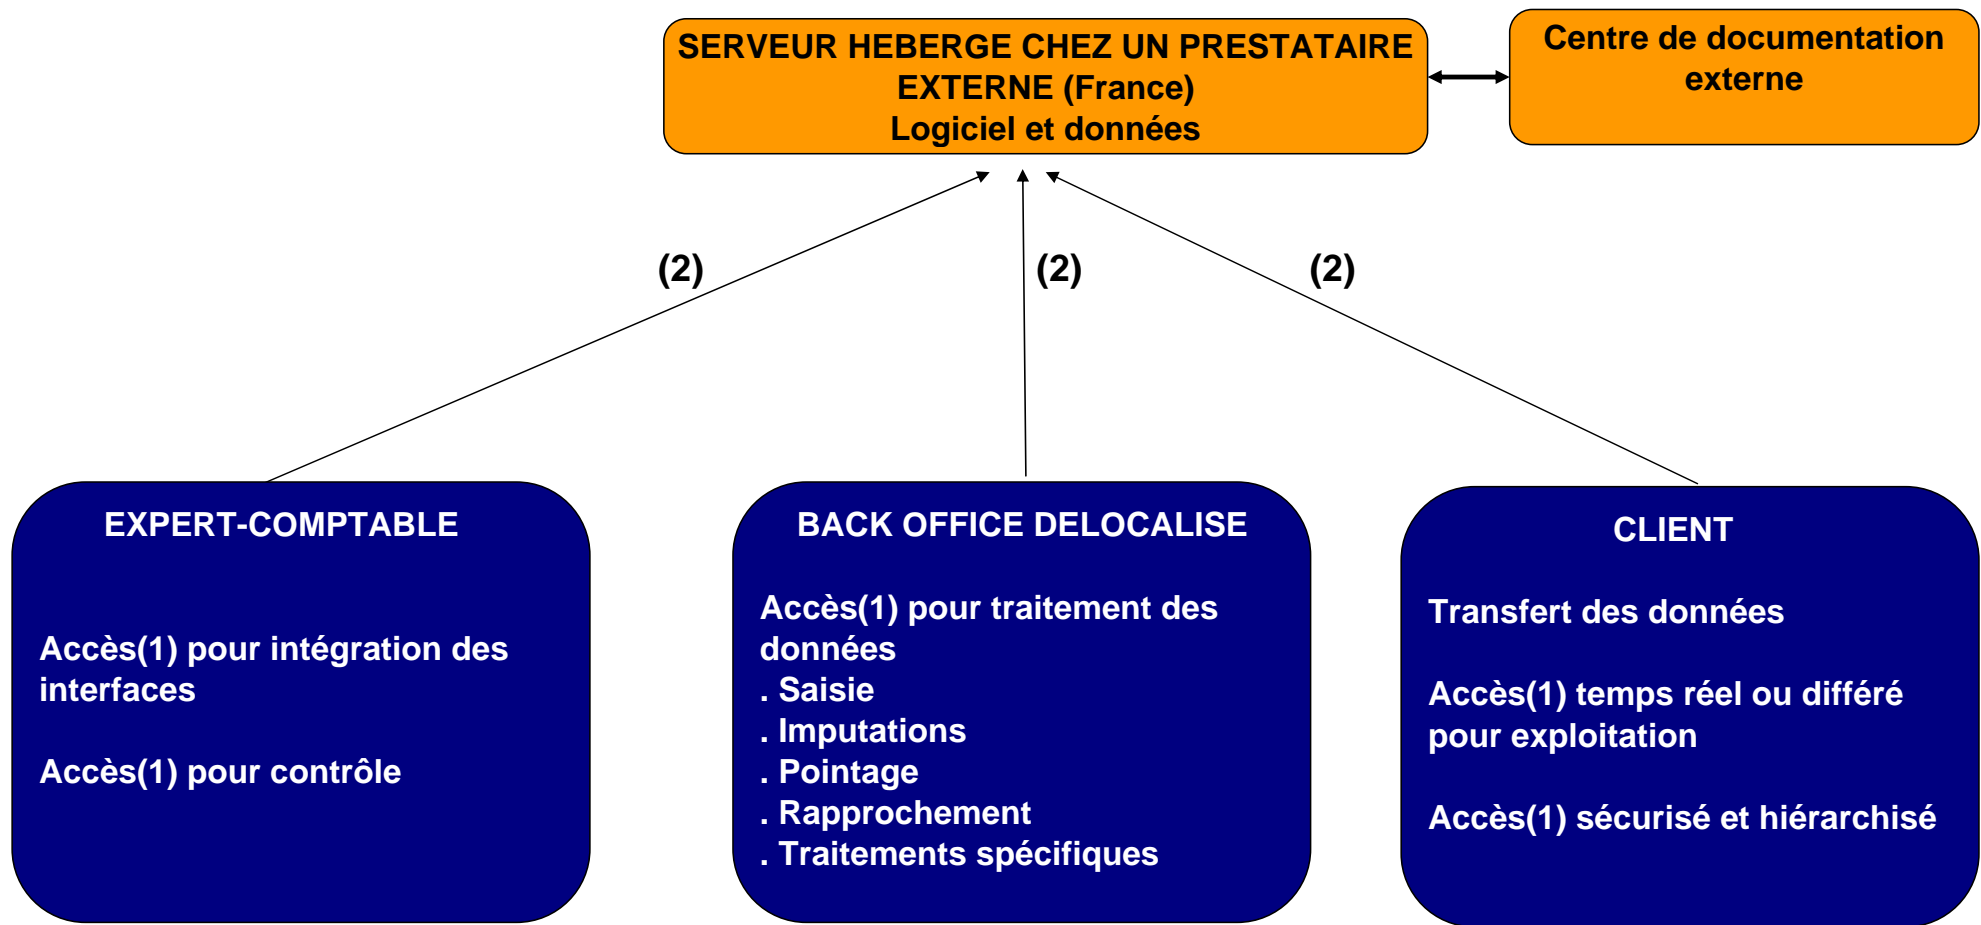 SERVEUR HEBERGE CHEZ UN PRESTATAIRE
EXTERNE (France)
Logiciel et données
Centre de documentation
externe
(2)
(2)
(2)
EXPERT-COMPTABLE
Accès(1) pour intégration des
interfaces
Accès(1) pour contrôle
BACK OFFICE DELOCALISE
Accès(1) pour traitement des
données
. Saisie
. Imputations
. Pointage
. Rapprochement
. Traitements spécifiques
CLIENT
Transfert des données
Accès(1) temps réel ou différé
pour exploitation
Accès(1) sécurisé et hiérarchisé